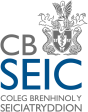 CB
SEIC
COLEG BRENHINOL Y
SEICIATRYDDION